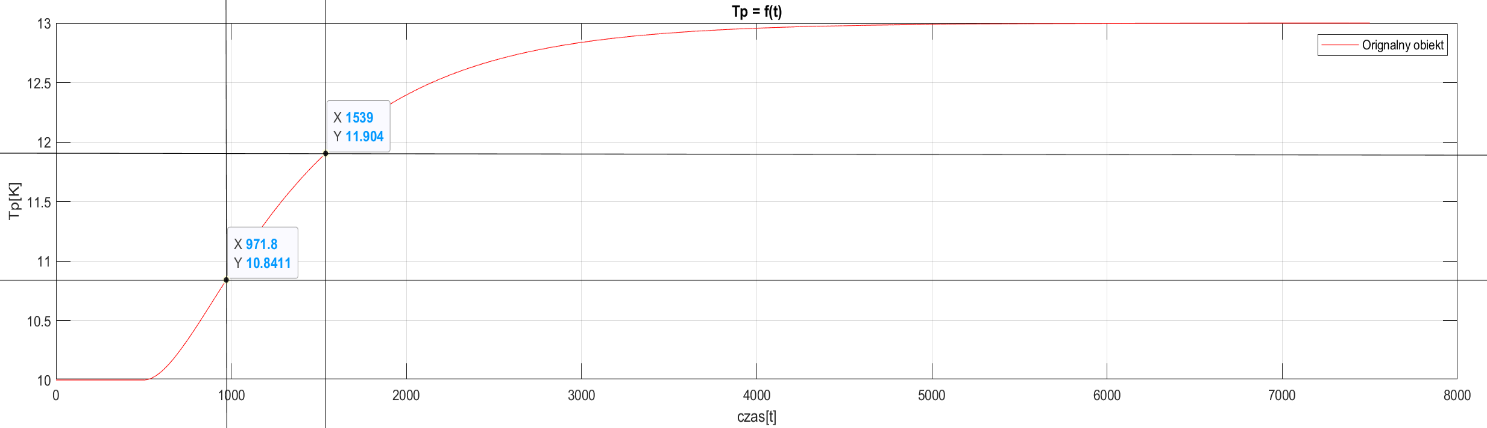 Tp = f(t)
13
Orignalny obiekt
12.5
X 1539
Y 11.904
12
Tp[K]
11.5
X 971.8
Y 10.8411
11
10.5
10
0 1000 2000 3000 4000 5000 6000 7000 8000
czas[t]